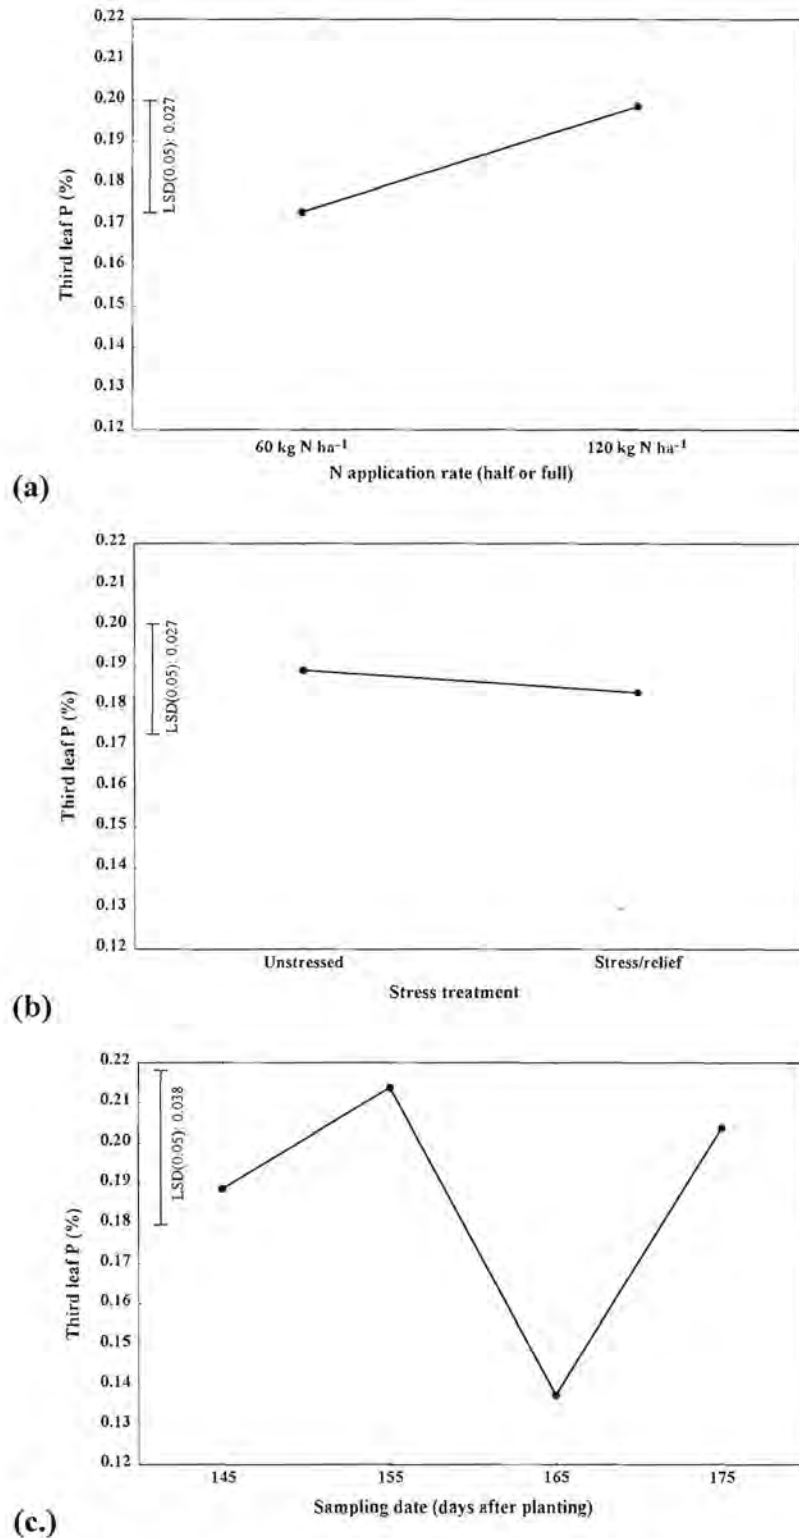 0.22
0.21
0.20
0.19
0.18
0.17
0.16
0.15
0.14
0.13
0.12
Third leaf P (%)
LSD(0.05): 0.027
60 kg N ha⁻¹ 120 kg N ha⁻¹
N application rate (half or full)
(a)
0.22
0.21
0.20
0.19
0.18
0.17
0.16
0.15
0.14
0.13
0.12
Third leaf P (%)
LSD(0.05): 0.027
Unstressed Stress/relief
Stress treatment
(b)
0.22
0.21
0.20
0.19
0.18
0.17
0.16
0.15
0.14
0.13
0.12
Third leaf P (%)
LSD(0.05): 0.038
145 155 165 175
Sampling date (days after planting)
(c.)